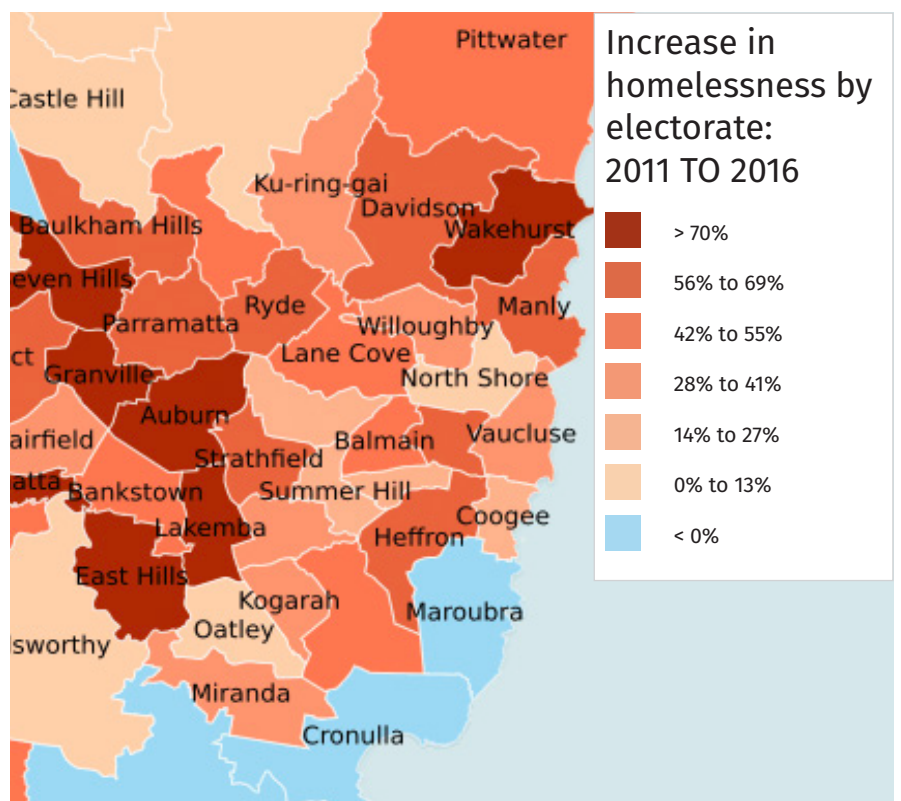 Increase in
homelessness by
electorate:
2011 TO 2016
> 70%
56% to 69%
42% to 55%
28% to 41%
14% to 27%
0% to 13%
< 0%
Pittwater
Castle Hill
Ku-ring-gai
Davidson
Baulkham Hills
Wakehurst
even Hills
Ryde
Manly
Parramatta
Willoughby
ct
Lane Cove
Granville
North Shore
Auburn
airfield
Balmain
Vaucluse
Strathfield
atta
Bankstown
Summer Hill
Coogee
Lakemba
Heffron
East Hills
Kogarah
Maroubra
Oatley
lsworthy
Miranda
Cronulla